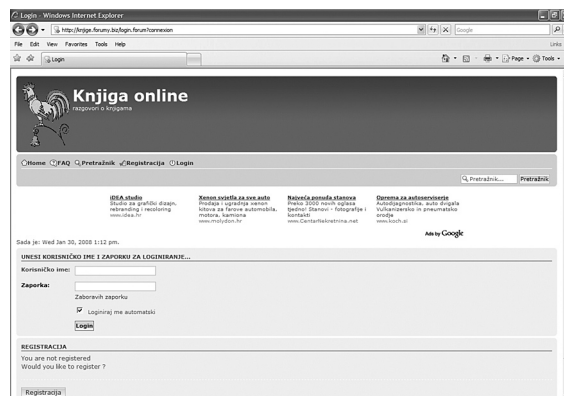 Login - Windows Internet Explorer
http://knjige.forumy.biz/login.forum?connexion
Google
File Edit View Favorites Tools Help
Links
Login
Page Tools
Knjiga online
razgovori o knjigama
Home FAQ Pretražnik Registracija Login
Pretražnik... Pretražnik
iDEA studio
Studio za grafički dizajn,
rebranding i recoloring
www.idea.hr
Xenon svjetla za sve auto
Prodaja i ugradnja xenon
kitova za farove automobila,
motora, kamiona
www.molydon.hr
Najveća ponuda stanova
Preko 3000 novih oglasa
tjedno! Stanovi - fotografije i
kontakti
www.CentarNekretnina.net
Oprema za autoserviserje
Autodijagnostika, auto dvigala
Vulkanizersko in pneumatsko
orodje
www.koch.si
Ads by Google
Sada je: Wed Jan 30, 2008 1:12 pm.
UNESI KORISNIČKO IME I ZAPORKU ZA LOGINIRANJE...
Korisničko ime:
Zaporka:
Zaboravih zaporku
Loginiraj me automatski
Login
REGISTRACIJA
You are not registered
Would you like to register ?
Registracija